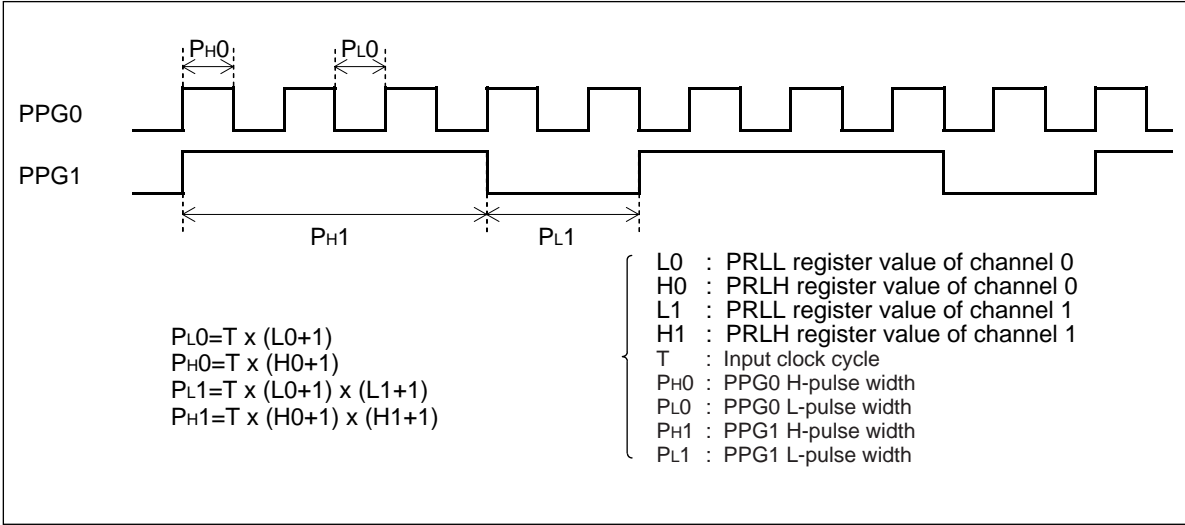 PH0 PL0
PPG0
PPG1
PH1 PL1
PL0=T x (L0+1)
PH0=T x (H0+1)
PL1=T x (L0+1) x (L1+1)
PH1=T x (H0+1) x (H1+1)
L0 : PRLL register value of channel 0
H0 : PRLH register value of channel 0
L1 : PRLL register value of channel 1
H1 : PRLH register value of channel 1
T : Input clock cycle
PH0 : PPG0 H-pulse width
PL0 : PPG0 L-pulse width
PH1 : PPG1 H-pulse width
PL1 : PPG1 L-pulse width